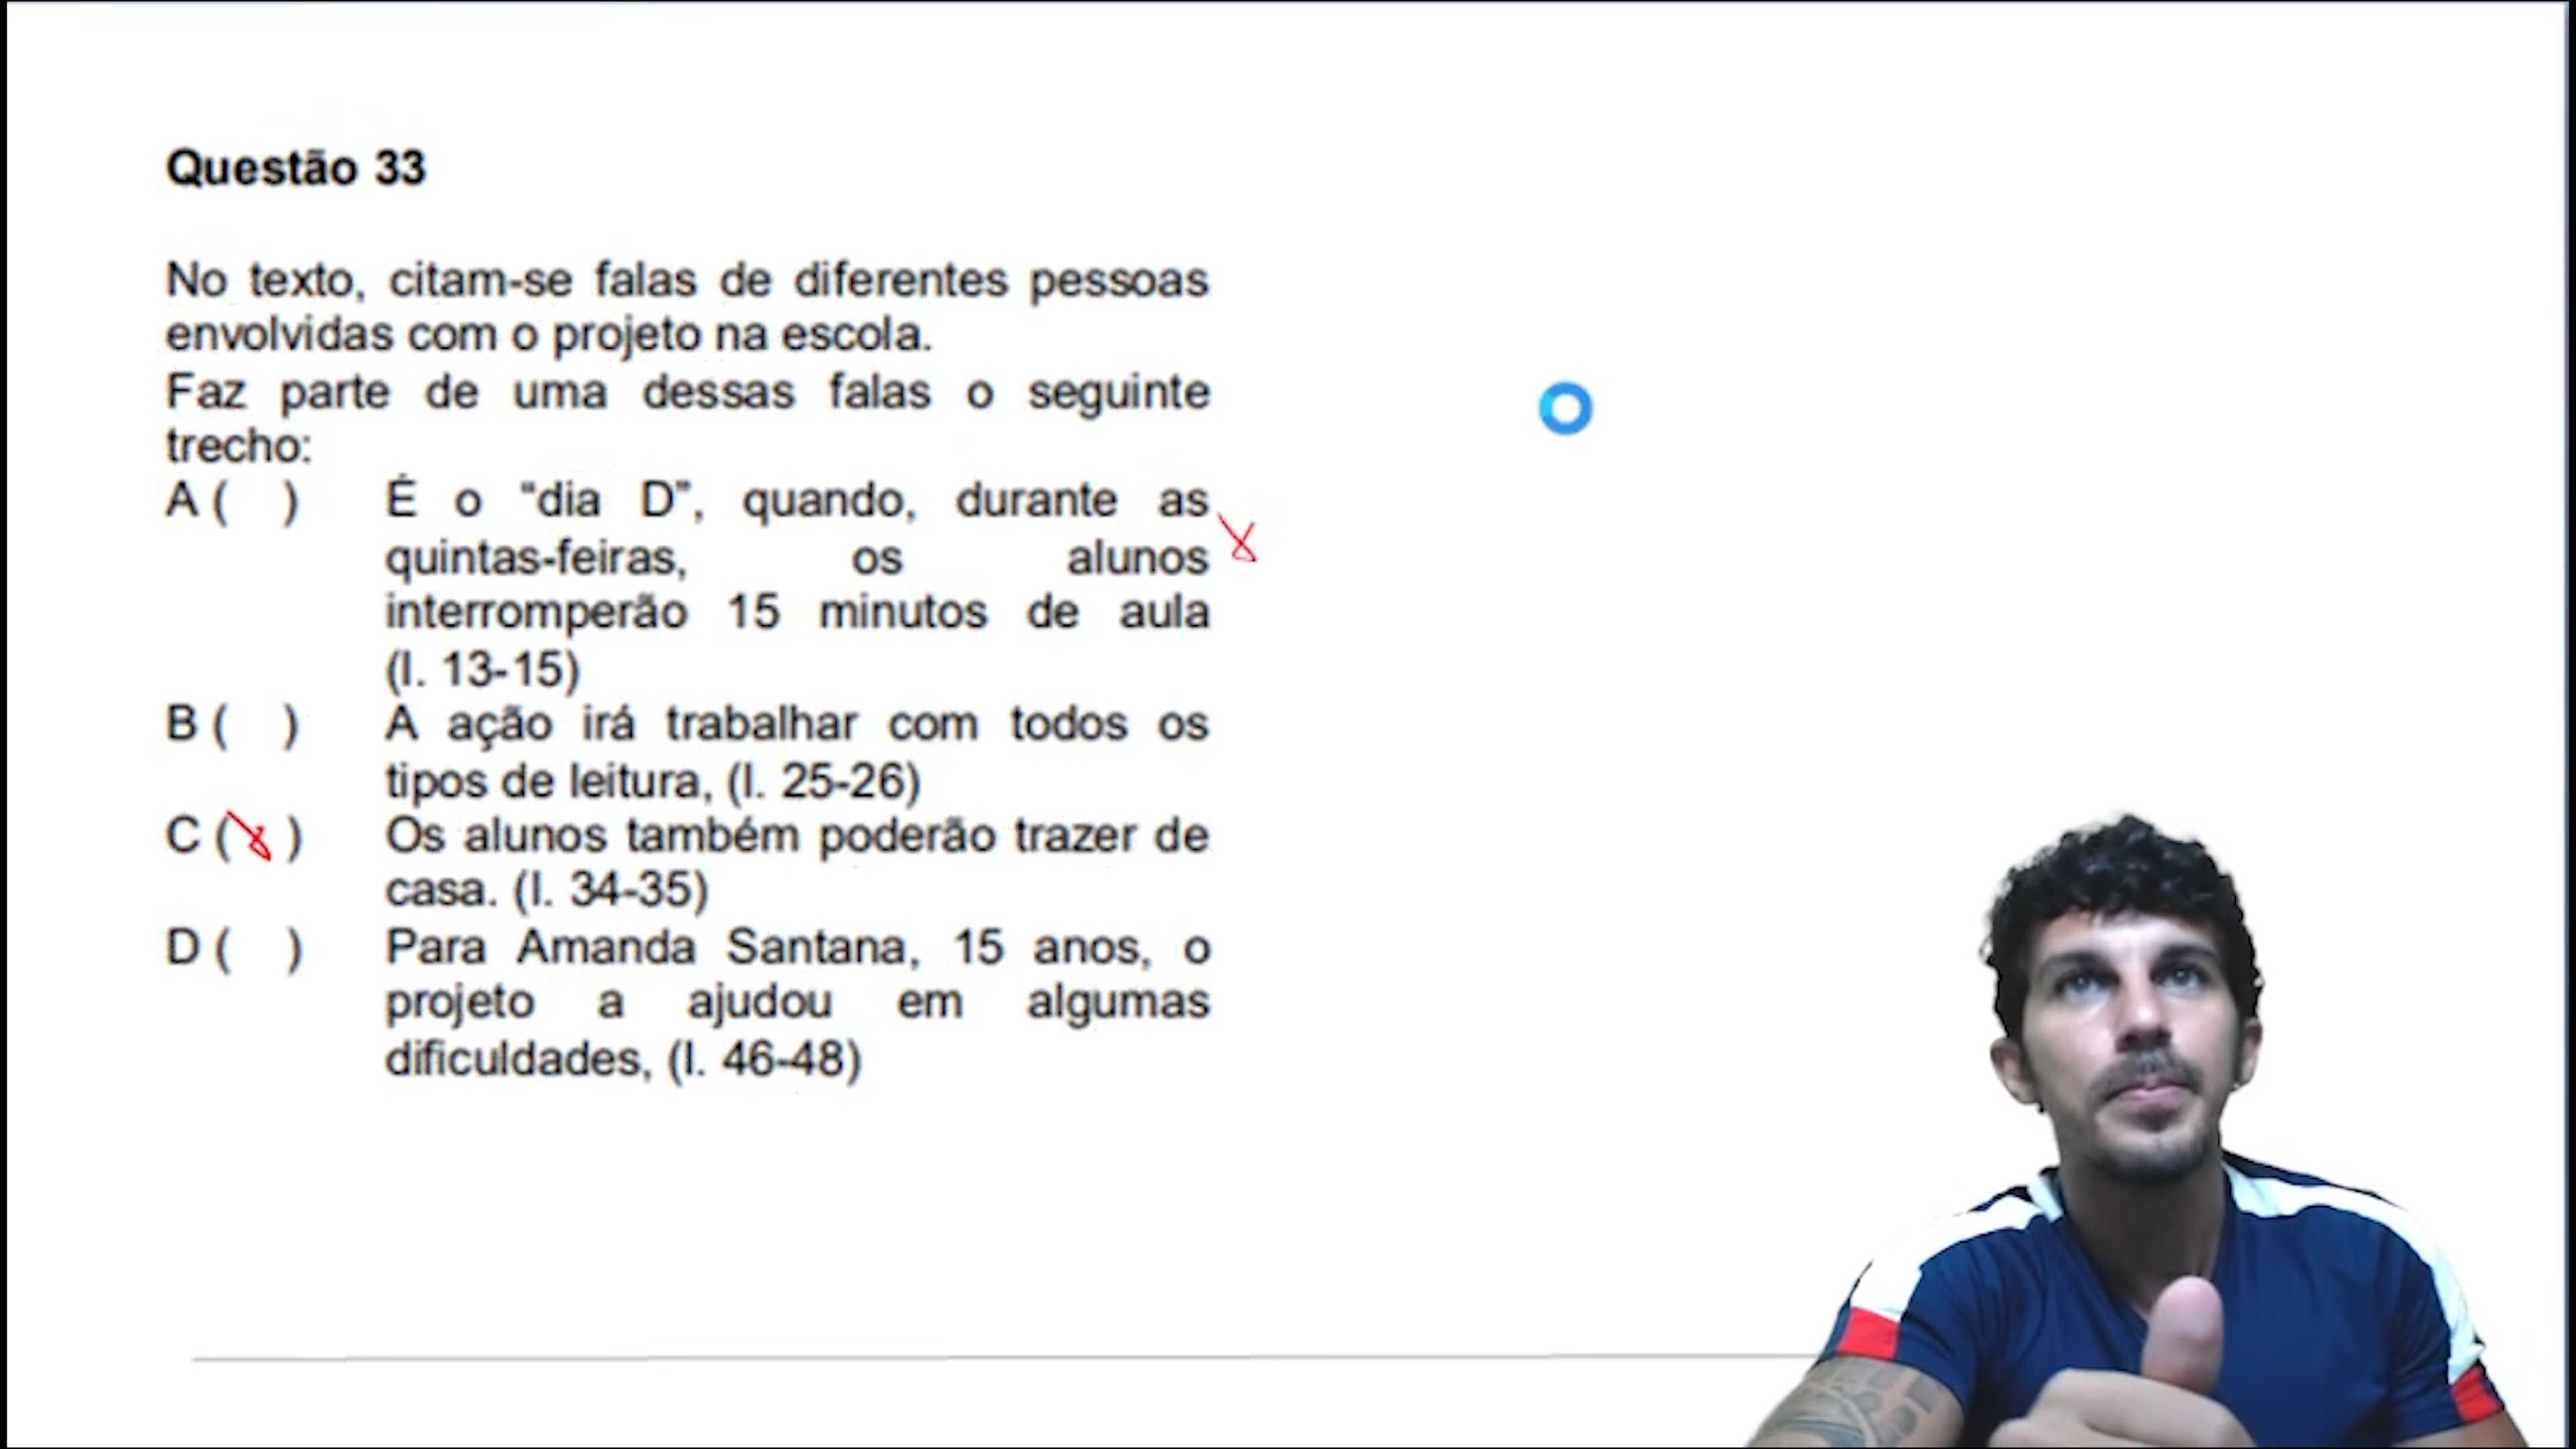 Questão 33
No texto, citam-se falas de diferentes pessoas
envolvidas com o projeto na escola.
Faz parte de uma dessas falas o seguinte
trecho:
A ( ) É o “dia D”, quando, durante as
quintas-feiras, os alunos
interromperão 15 minutos de aula
(l. 13-15)
B ( ) A ação irá trabalhar com todos os
tipos de leitura, (l. 25-26)
C (x) Os alunos também poderão trazer de
casa. (l. 34-35)
D ( ) Para Amanda Santana, 15 anos, o
projeto a ajudou em algumas
dificuldades, (l. 46-48)